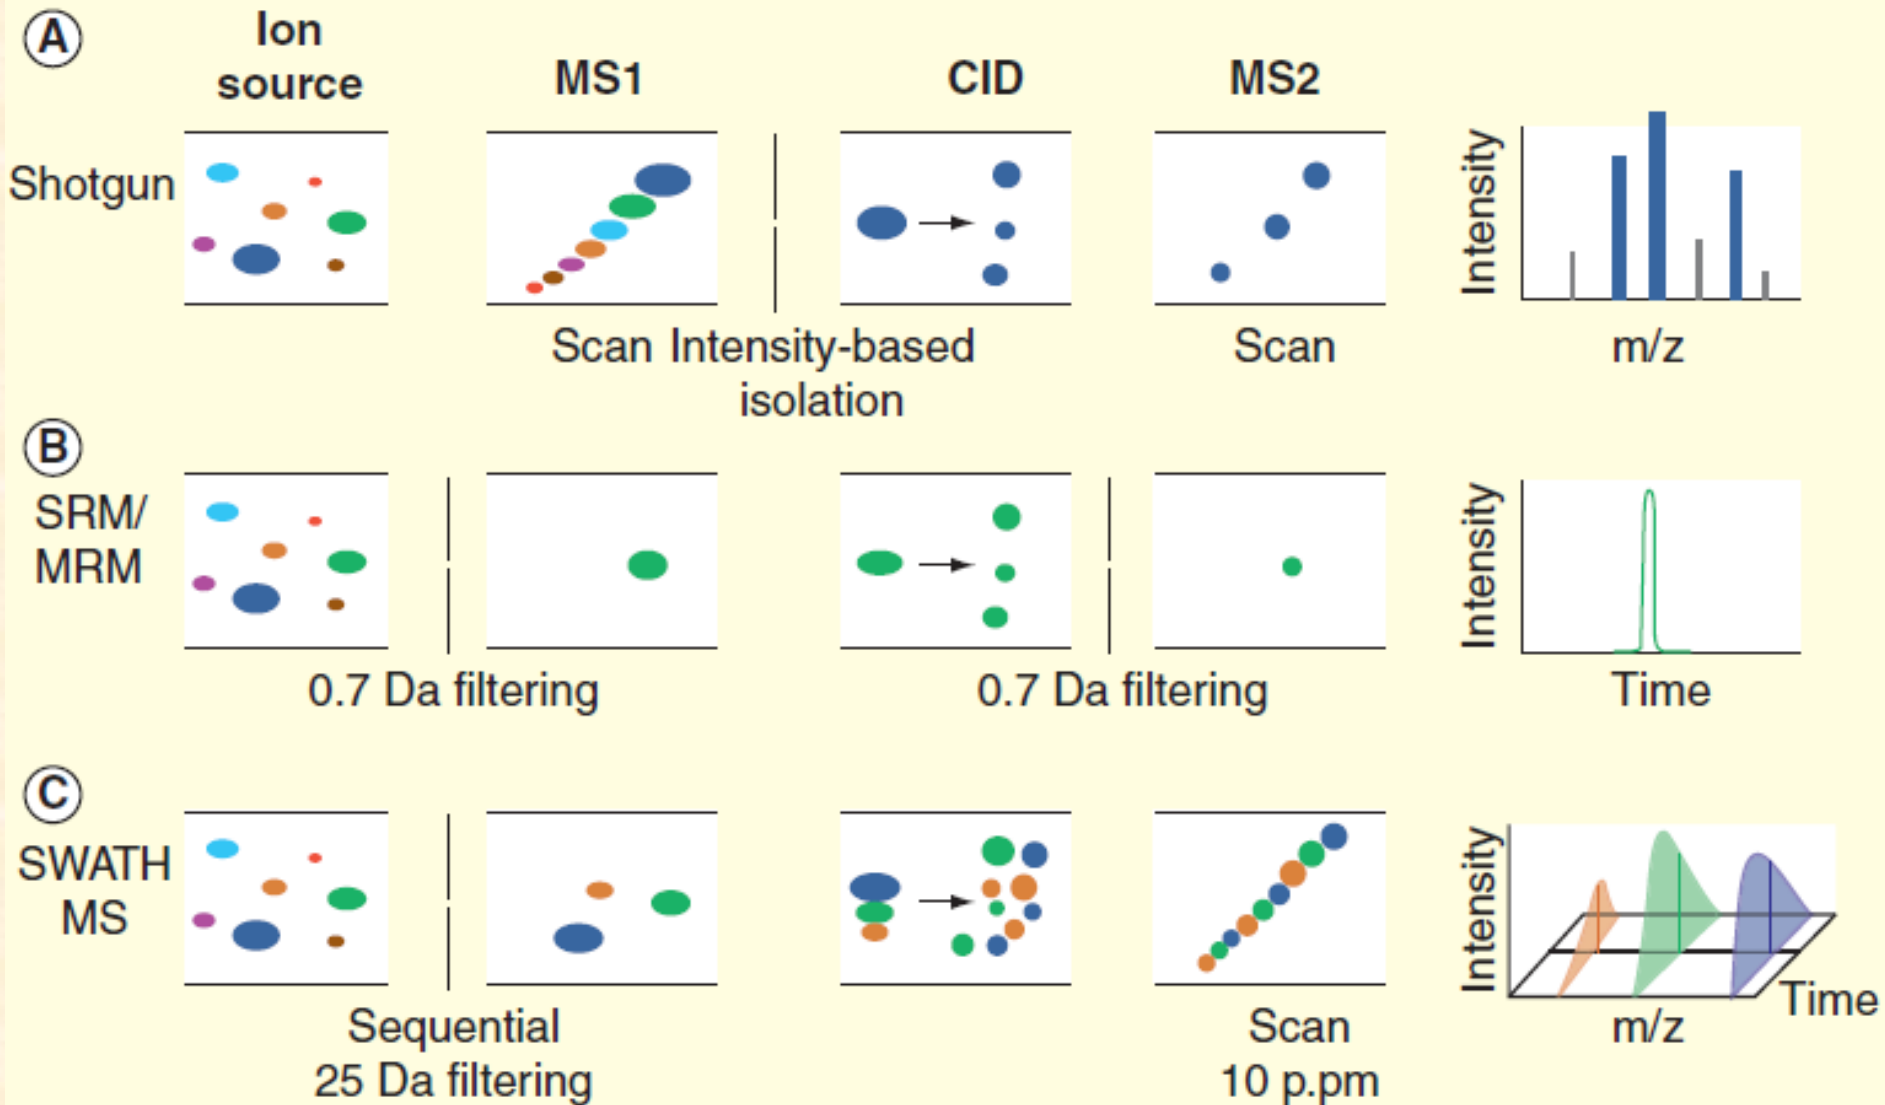 A
Ion
source
MS1
CID
MS2
Shotgun
Intensity
Scan
Intensity-based
isolation
Scan
m/z
B
SRM/
MRM
Intensity
0.7 Da filtering
0.7 Da filtering
Time
C
SWATH
MS
Intensity
Time
m/z
Sequential
25 Da filtering
Scan
10 p.pm